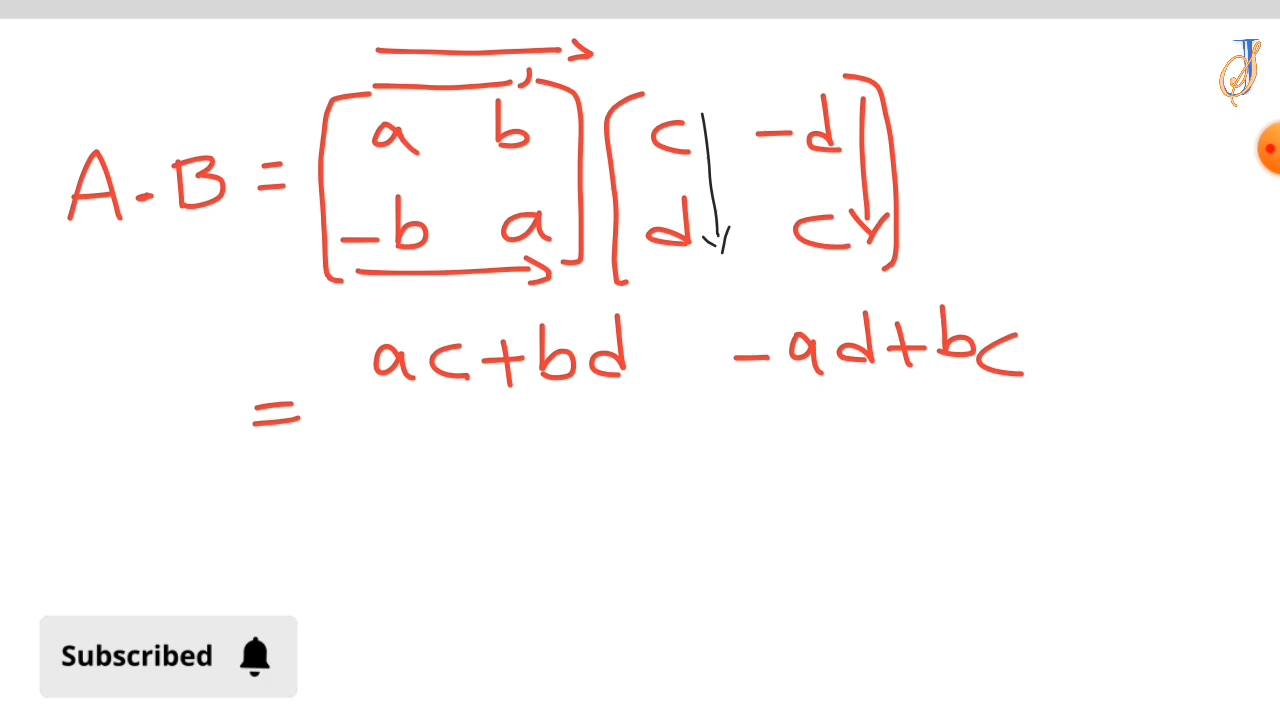 A . B = [ a b ] [ c -d ]
[ -b a ] [ d c ]
ac+bd -ad+bc
=
Subscribed